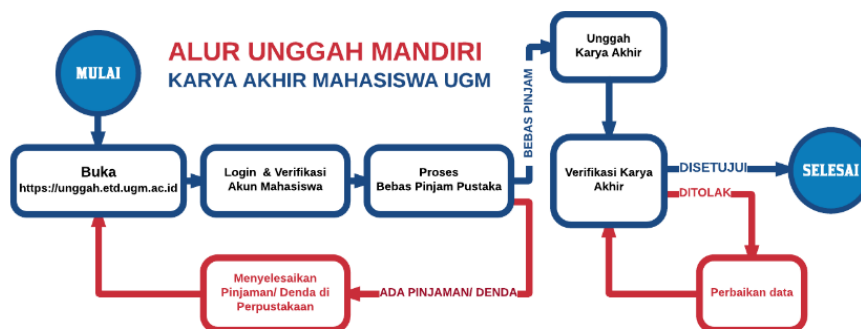 ALUR UNGGAH MANDIRI
KARYA AKHIR MAHASISWA UGM
MULAI
Buka
https://unggah.etd.ugm.ac.id
Login & Verifikasi
Akun Mahasiswa
Proses
Bebas Pinjam Pustaka
BEBAS PINJAM
Unggah
Karya Akhir
Verifikasi Karya
Akhir
DISETUJUI
SELESAI
DITOLAK
Perbaikan data
ADA PINJAMAN/ DENDA
Menyelesaikan
Pinjaman/ Denda di
Perpustakaan